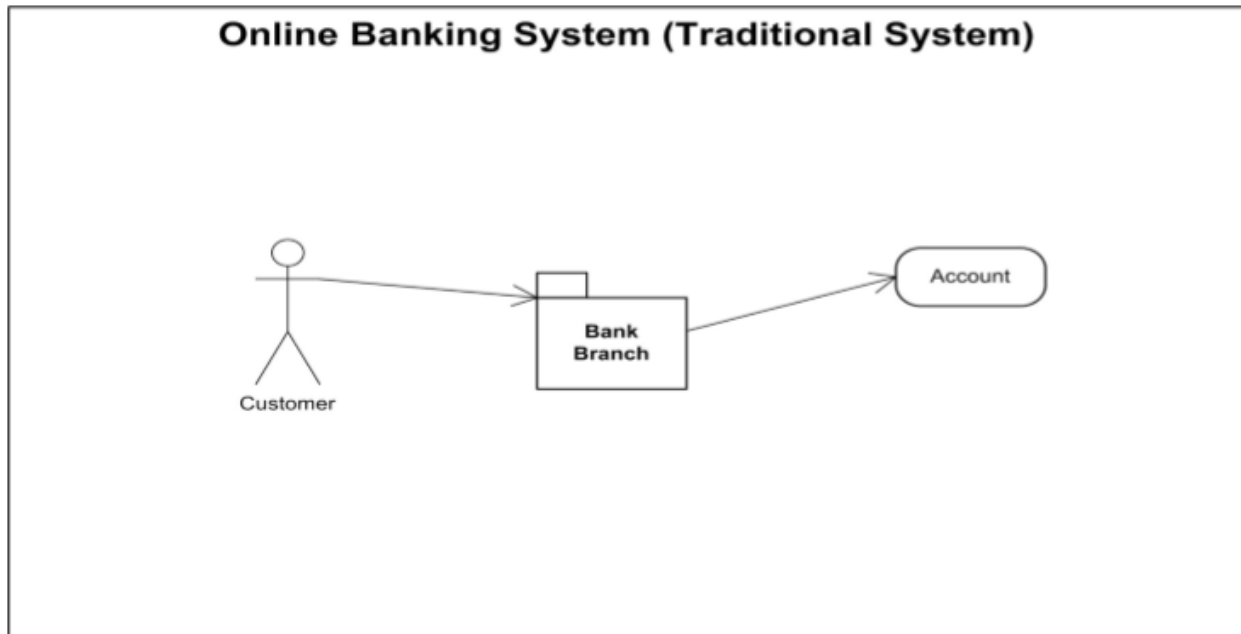 Online Banking System (Traditional System)
Account
Bank
Branch
Customer